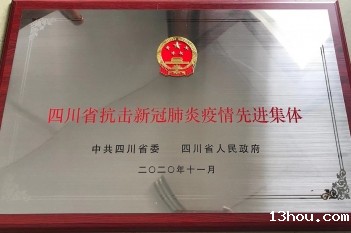 四川省抗击新冠肺炎疫情先进集体
中共四川省委 四川省人民政府
二〇二〇年十一月
13hou.com